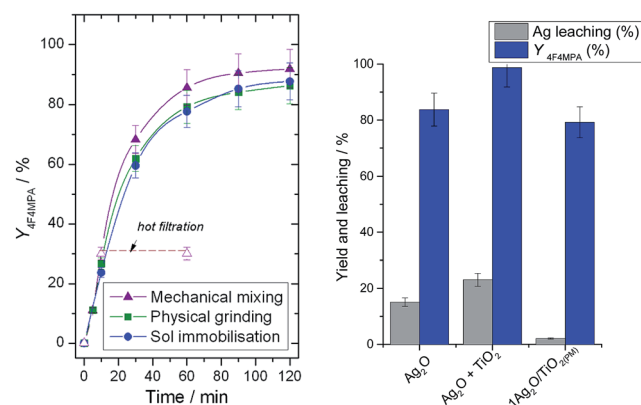 100
80
60
40
20
0
Y4F4MPA / %
hot filtration
Mechanical mixing
Physical grinding
Sol immobilisation
0 20 40 60 80 100 120
Time / min
Ag leaching (%)
Y 4F4MPA (%)
100
80
60
40
20
0
Yield and leaching / %
Ag2O
Ag2O + TiO2
1Ag2O/TiO2(PM)